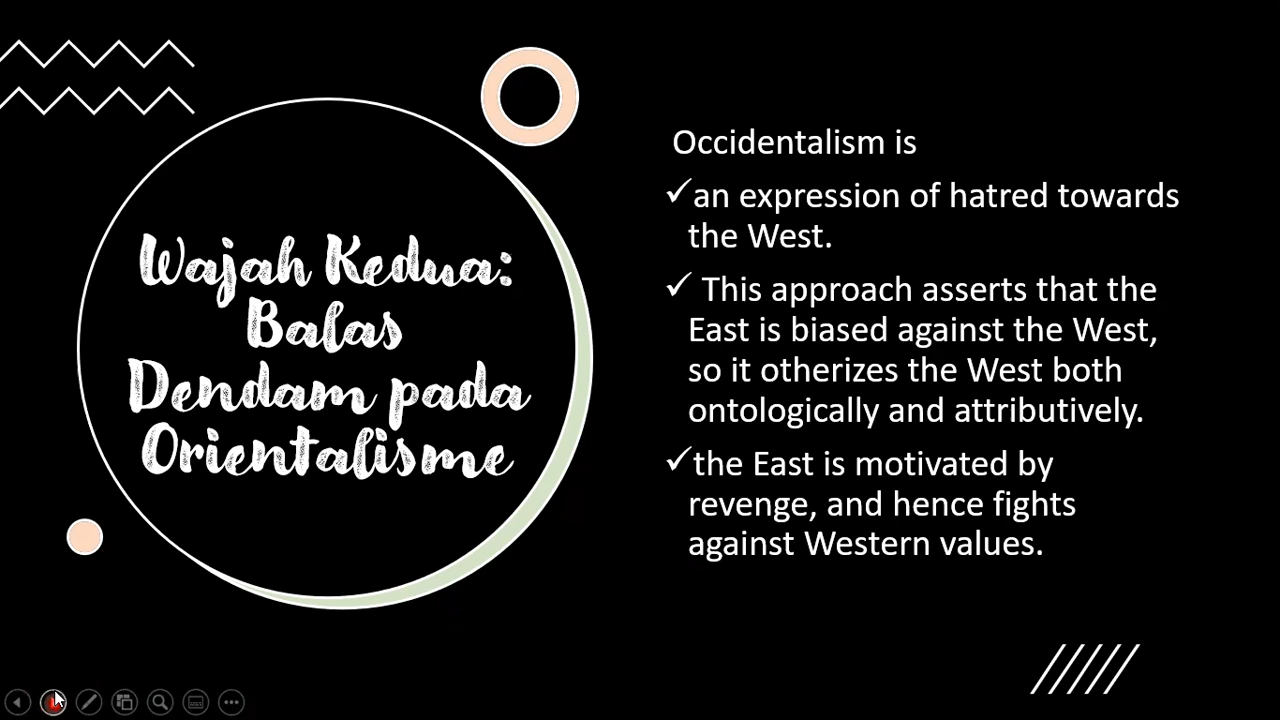 Wajah Kedua:
Balas
Dendam pada
Orientalisme
Occidentalism is
✓an expression of hatred towards
the West.
✓ This approach asserts that the
East is biased against the West,
so it otherizes the West both
ontologically and attributively.
✓the East is motivated by
revenge, and hence fights
against Western values.